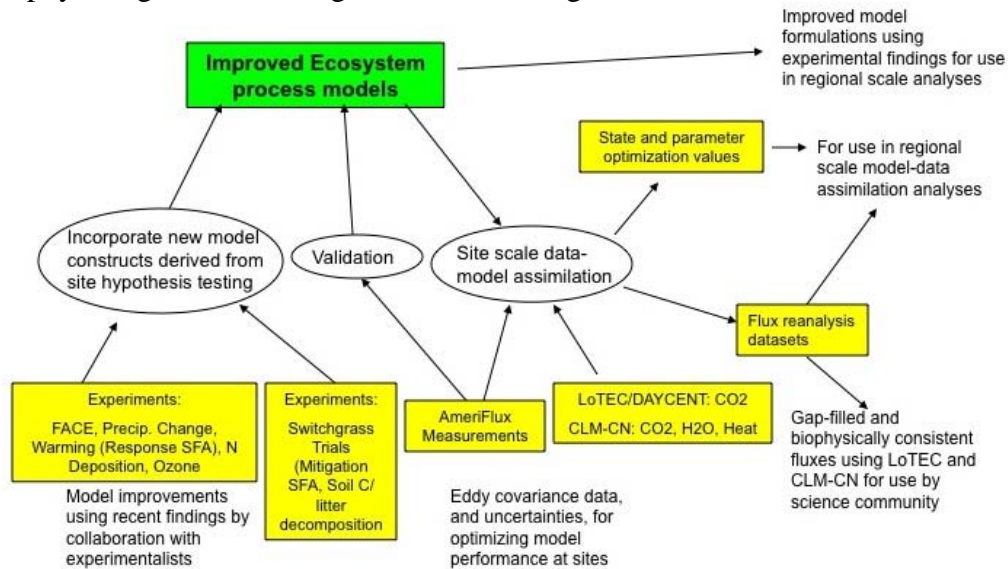 Improved model
formulations using
experimental findings for use
in regional scale analyses
Improved Ecosystem
process models
State and parameter
optimization values
For use in regional
scale model-data
assimilation analyses
Incorporate new model
constructs derived from
site hypothesis testing
Validation
Site scale data-
model assimilation
Flux reanalysis
datasets
Experiments:
FACE, Precip. Change,
Warming (Response SFA), N
Deposition, Ozone
Experiments:
Switchgrass
Trials
(Mitigation
SFA, Soil C/
litter
decomposition
AmeriFlux
Measurements
LoTEC/DAYCENT: CO2
CLM-CN: CO2, H2O, Heat
Gap-filled and
biophysically consistent
fluxes using LoTEC and
CLM-CN for use by
science community
Model improvements
using recent findings by
collaboration with
experimentalists
Eddy covariance data,
and uncertainties, for
optimizing model
performance at sites